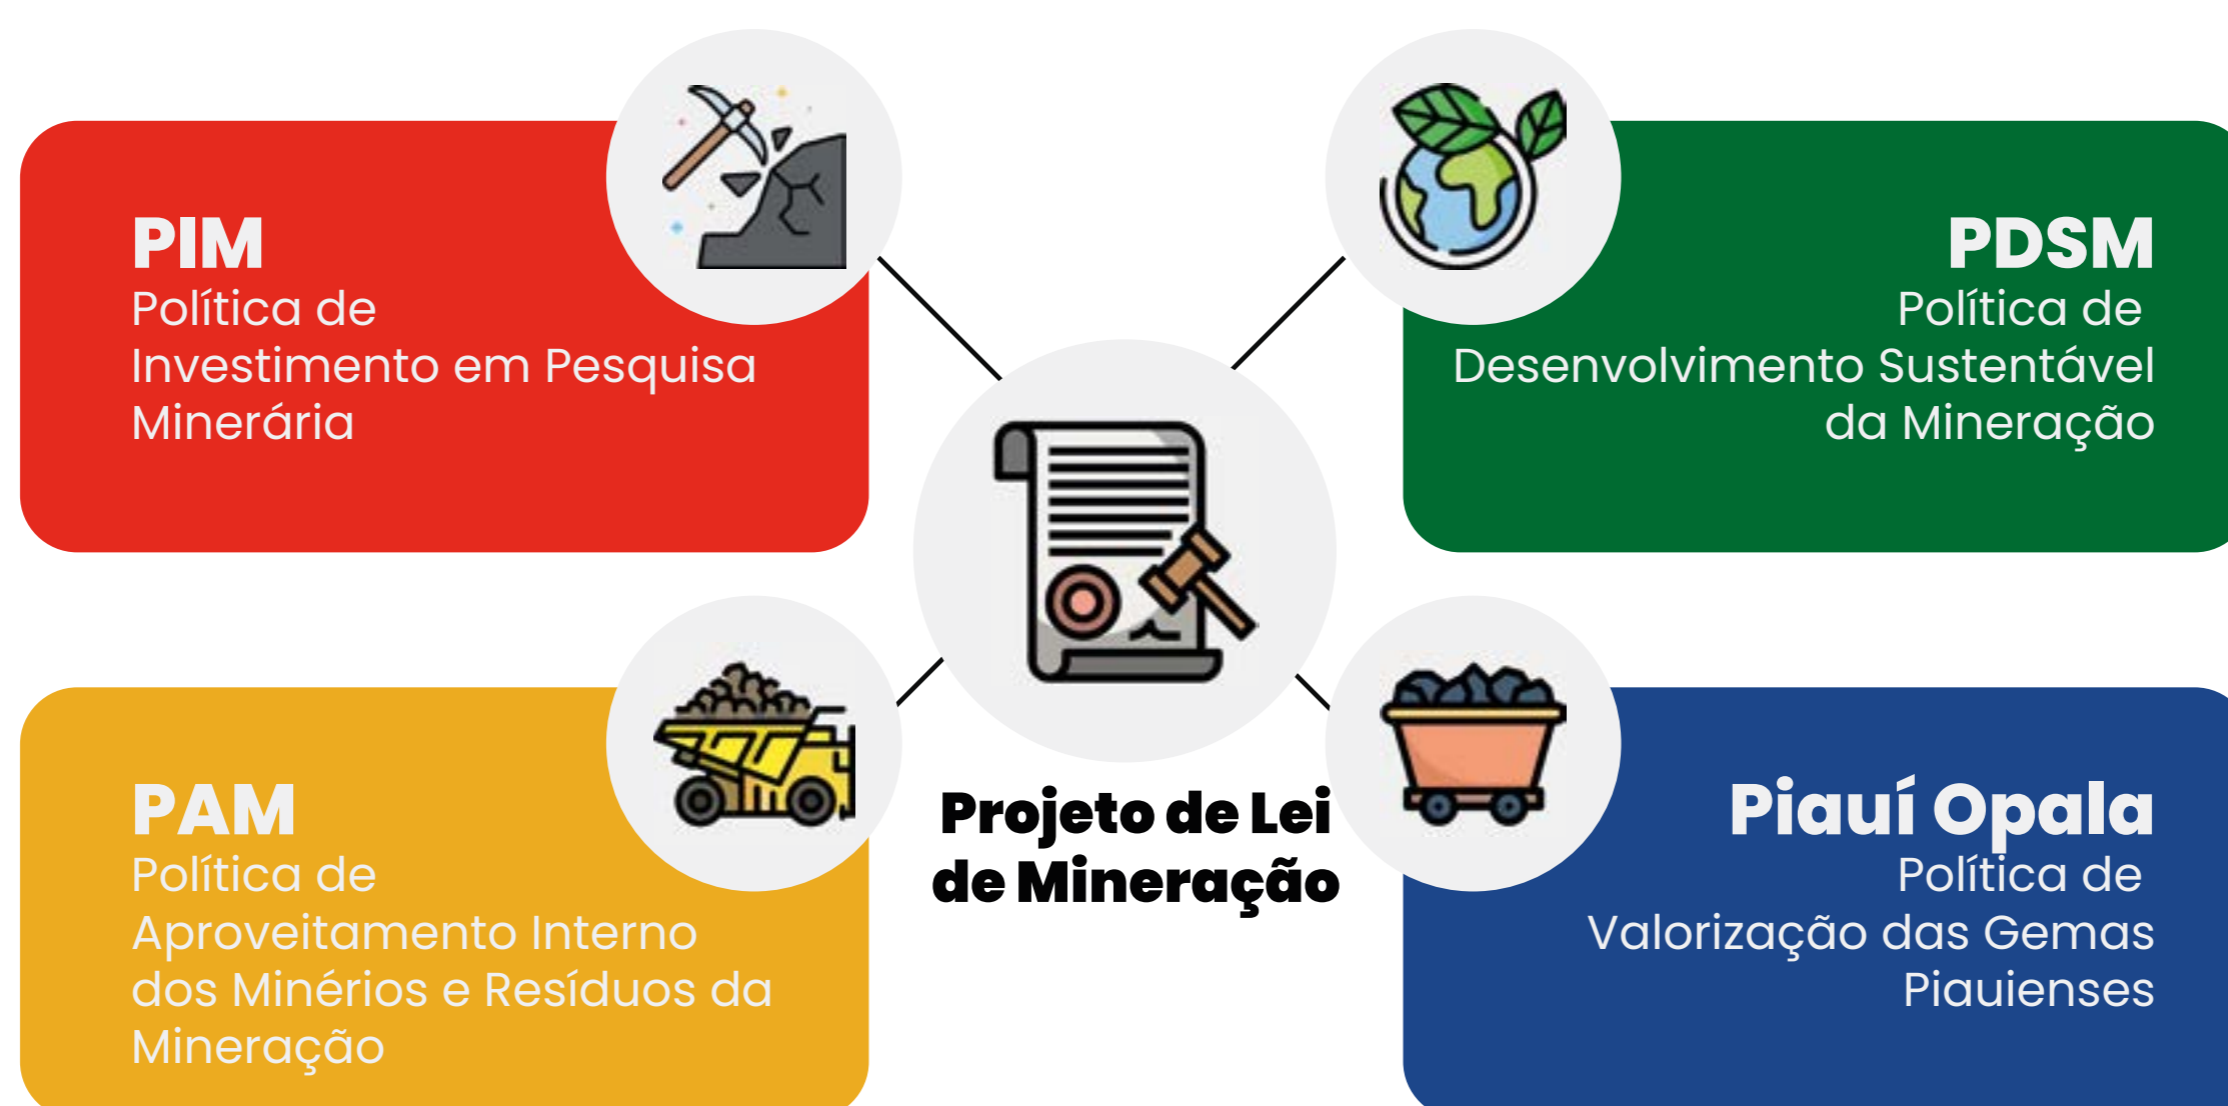 PIM
Política de
Investimento em Pesquisa
Minerária
PDSM
Política de
Desenvolvimento Sustentável
da Mineração
PAM
Política de
Aproveitamento Interno
dos Minérios e Resíduos da
Mineração
Projeto de Lei
de Mineração
Piauí Opala
Política de
Valorização das Gemas
Piauienses